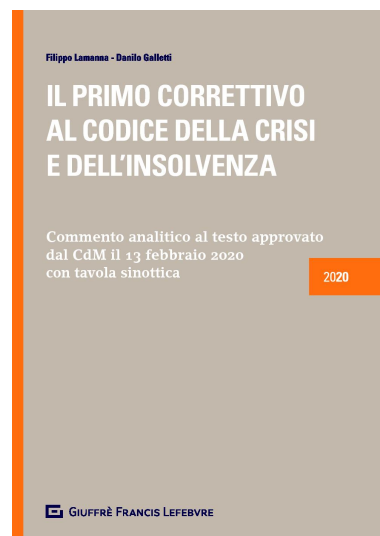 Filippo Lamanna - Danilo Galletti
IL PRIMO CORRETTIVO
AL CODICE DELLA CRISI
E DELL'INSOLVENZA
Commento analitico al testo approvato
dal CdM il 13 febbraio 2020
con tavola sinottica
2020
GIUFFRÈ FRANCIS LEFEBVRE